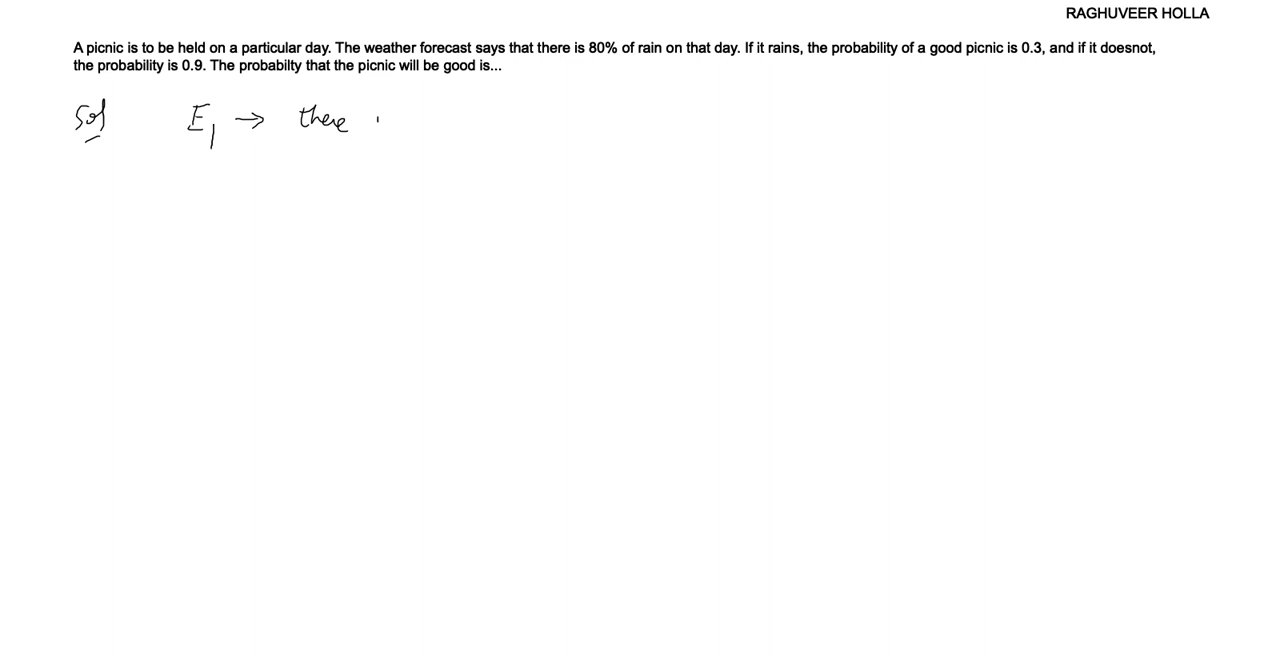 RAGHUVEER HOLLA
A picnic is to be held on a particular day. The weather forecast says that there is 80% of rain on that day. If it rains, the probability of a good picnic is 0.3, and if it doesnot,
the probability is 0.9. The probabilty that the picnic will be good is...
Sol E₁ → there